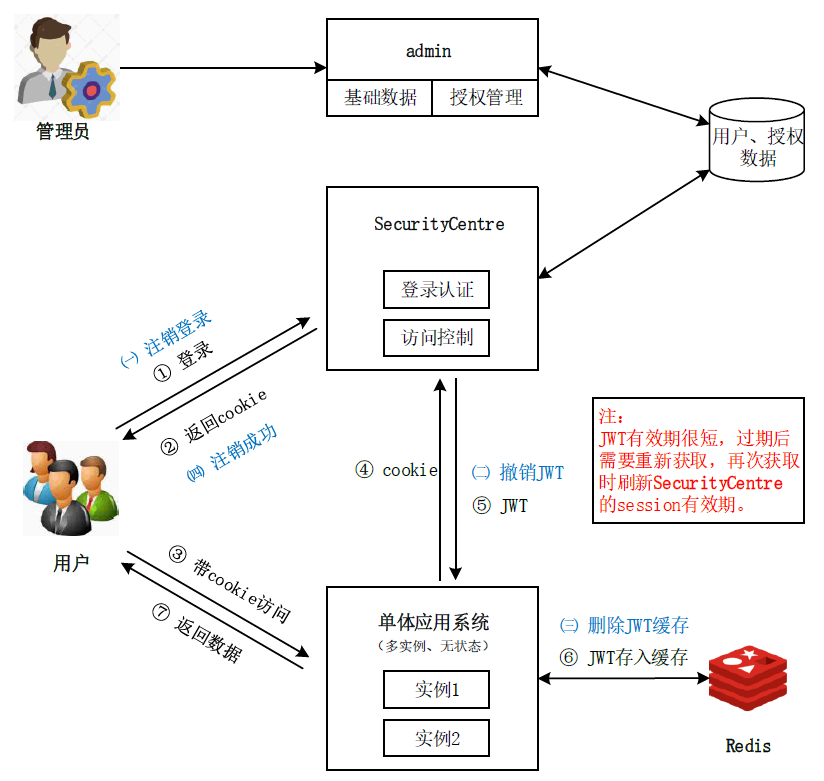 admin
基础数据
授权管理
管理员
用户、授权
数据
SecurityCentre
登录认证
访问控制
㈠ 注销登录
① 登录
② 返回cookie
㈣ 注销成功
④ cookie
㈡ 撤销JWT
⑤ JWT
注：
JWT有效期很短，过期后
需要重新获取，再次获取
时刷新SecurityCentre
的session有效期。
用户
③ 带cookie访问
⑦ 返回数据
单体应用系统
（多实例、无状态）
实例1
实例2
㈢ 删除JWT缓存
⑥ JWT存入缓存
Redis